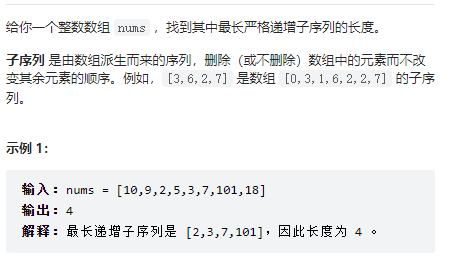 给你一个整数数组 nums ，找到其中最长严格递增子序列的长度。
子序列 是由数组派生而来的序列，删除（或不删除）数组中的元素而不改
变其余元素的顺序。例如，[3,6,2,7] 是数组 [0,3,1,6,2,2,7] 的子序
列。
示例 1：
输入：nums = [10,9,2,5,3,7,101,18]
输出：4
解释：最长递增子序列是 [2,3,7,101]，因此长度为 4 。